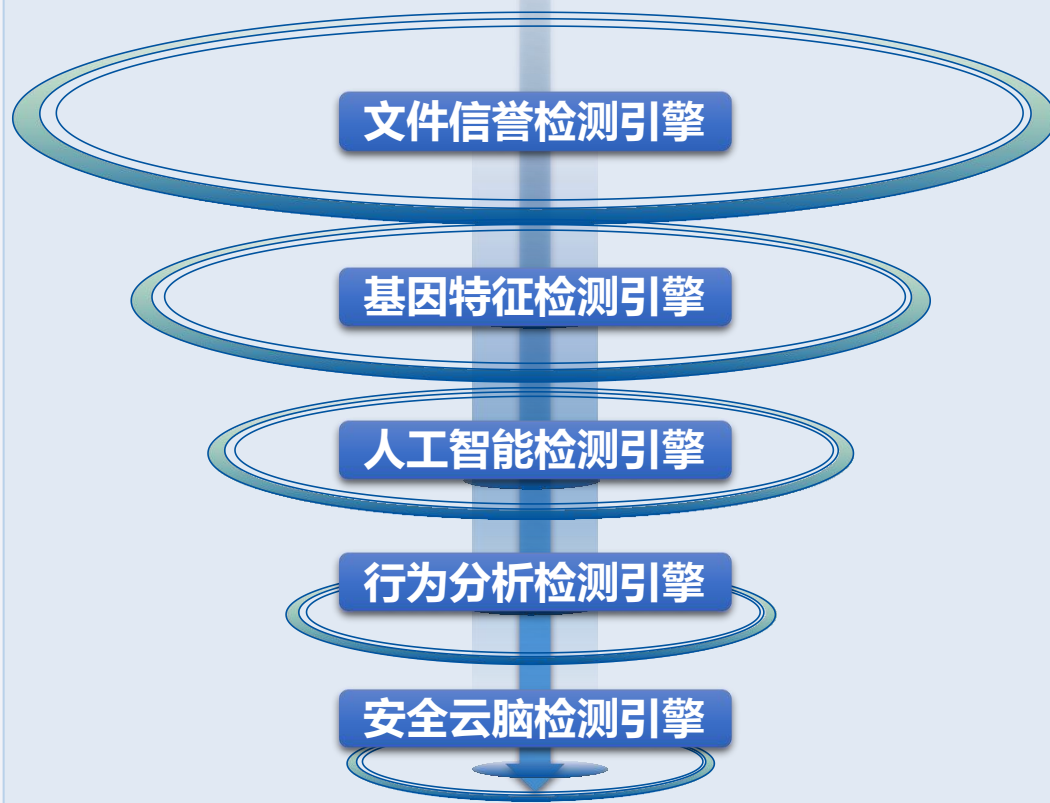 文件信誉检测引擎
基因特征检测引擎
人工智能检测引擎
行为分析检测引擎
安全云脑检测引擎